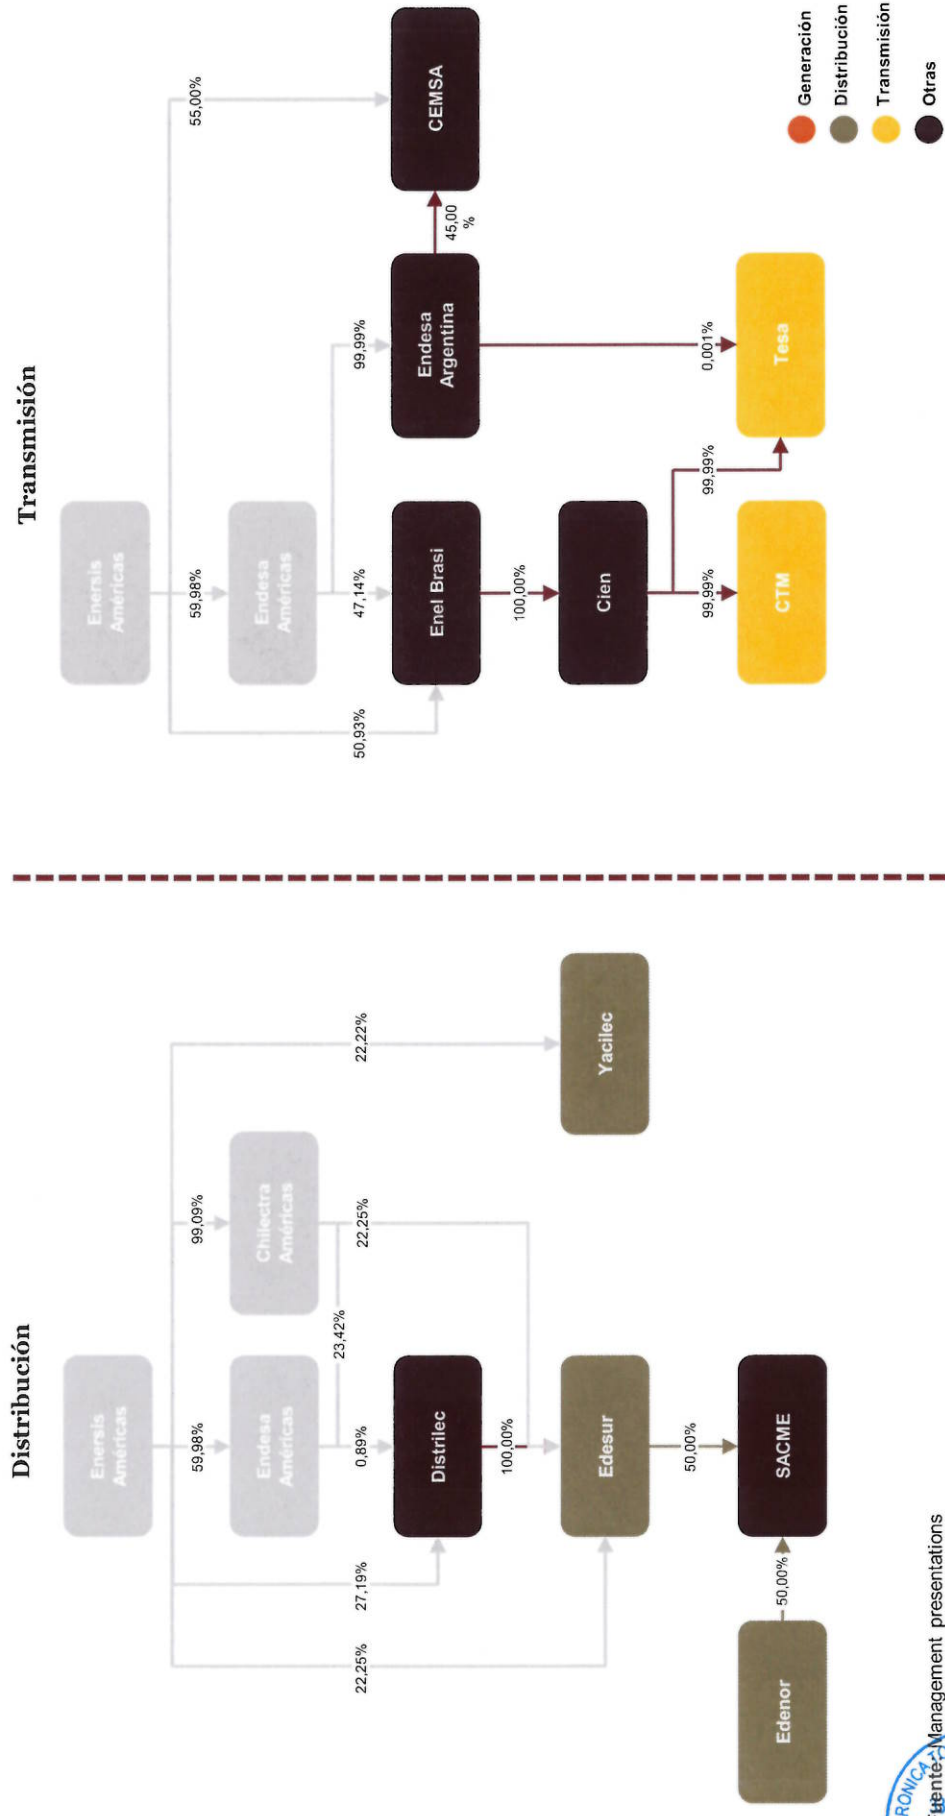 Distribución
Enersis
Américas
59,98%
99,09%
Endesa
Américas
Chilectra
Américas
27,19%
0,89%
23,42%
22,25%
22,25%
22,22%
Distrilec
100,00%
Edesur
Yacilec
50,00%
Edenor
50,00%
SACME
Transmisión
Enersis
Américas
59,98%
55,00%
Endesa
Américas
50,93%
47,14%
99,99%
Enel Brasi
Endesa
Argentina
45,00
%
CEMSA
100,00%
Cien
99,99%
99,99%
0,001%
CTM
Tesa
Generación
Distribución
Transmisión
Otras
Management presentations